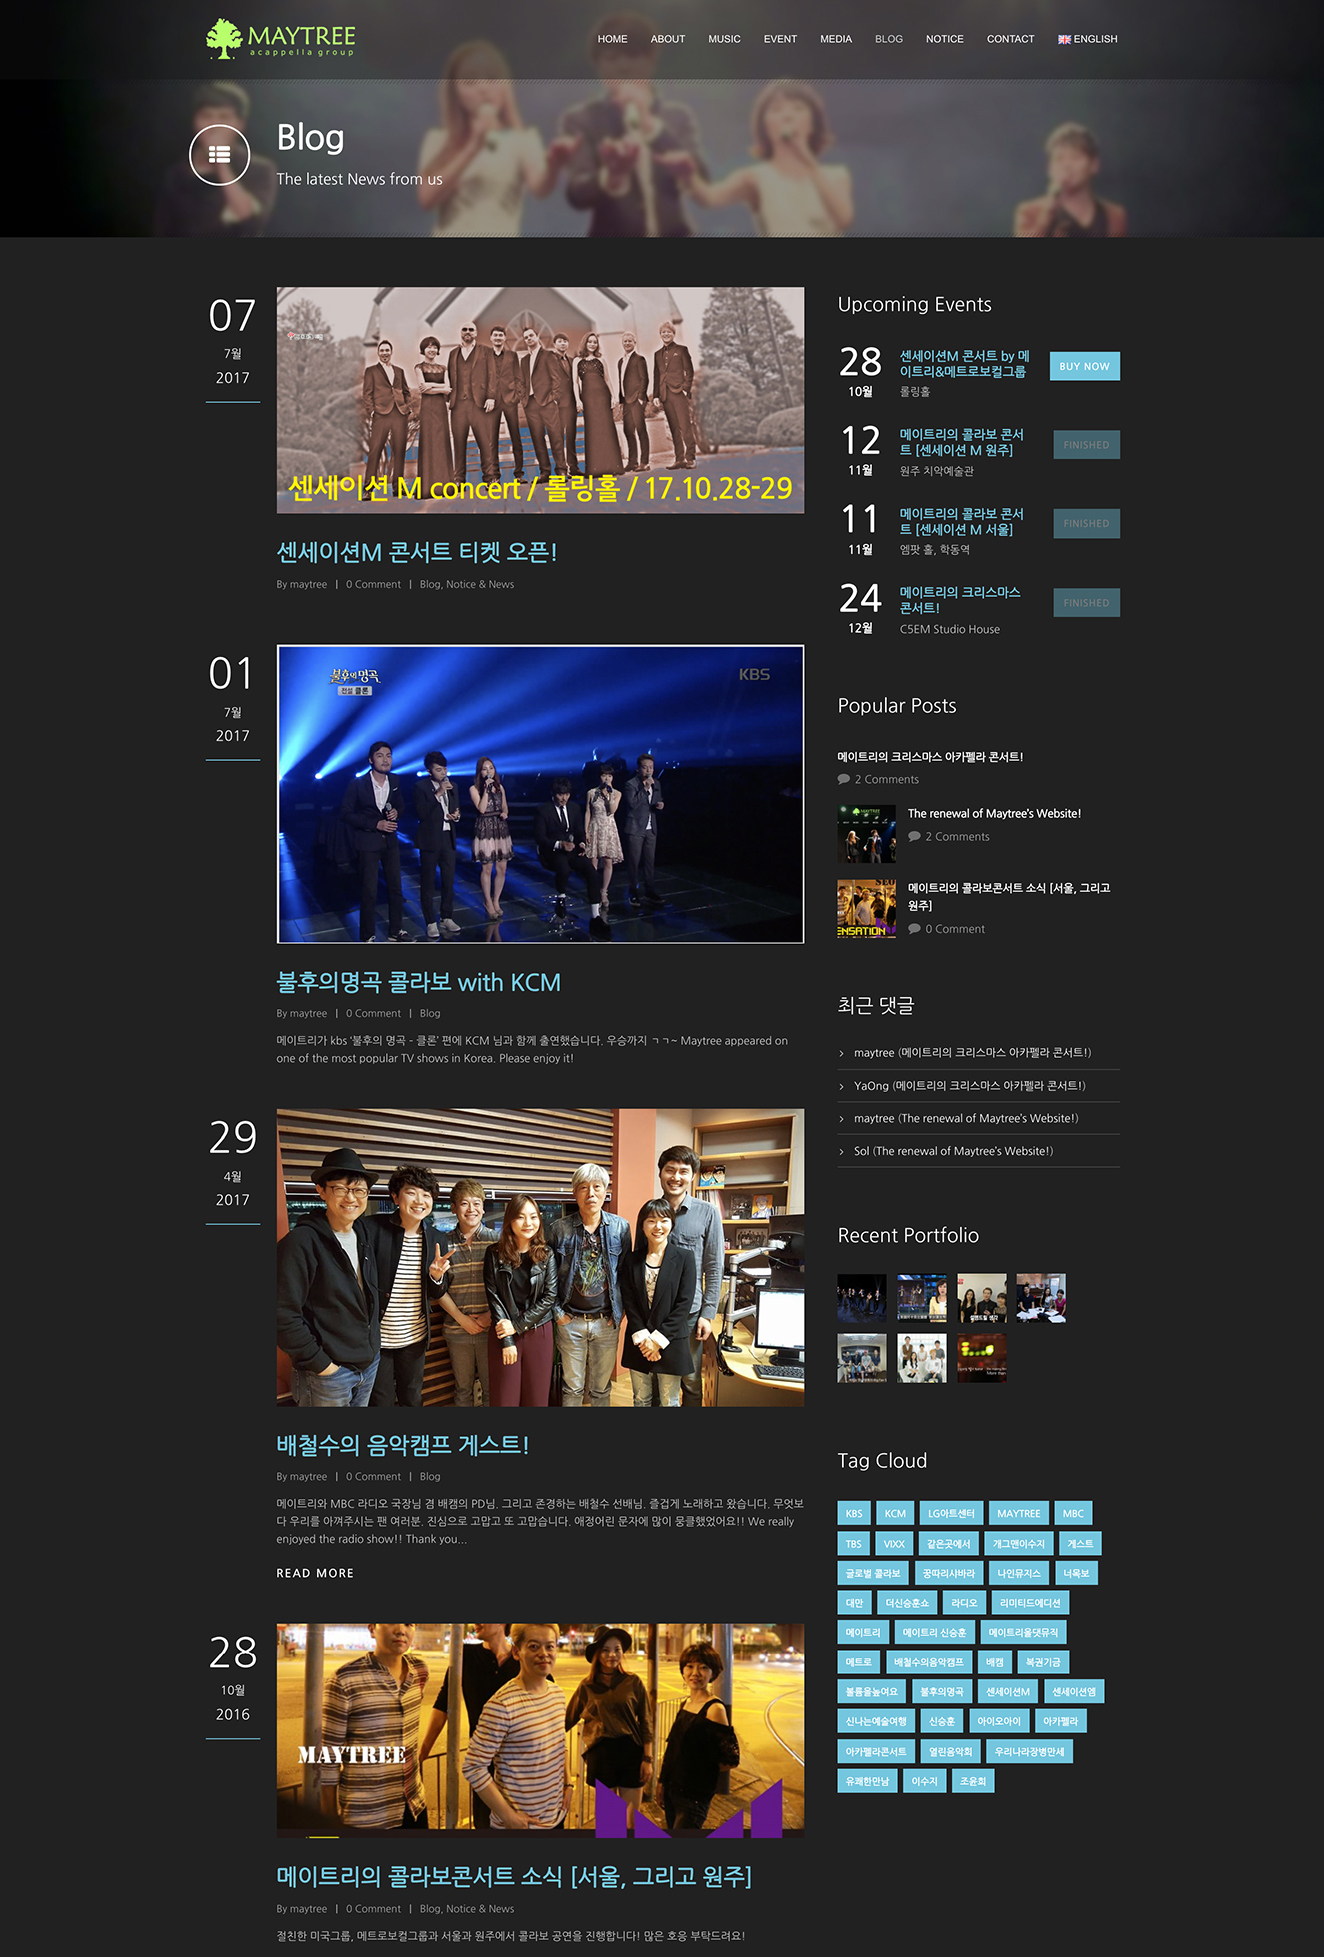 MAYTREE
acappella group
HOME ABOUT MUSIC EVENT MEDIA BLOG NOTICE CONTACT ENGLISH
Blog
The latest News from us
07
7월
2017
센세이션 M concert / 롤링홀 / 17.10.28-29
센세이션M 콘서트 티켓 오픈!
By maytree | 0 Comment | Blog, Notice & News
01
7월
2017
불후의명곡
전설 클론
KBS
불후의명곡 콜라보 with KCM
By maytree | 0 Comment | Blog
메이트리가 kbs '불후의 명곡 - 클론' 편에 KCM 님과 함께 출연했습니다. 우승까지 ㄱㄱ~ Maytree appeared on
one of the most popular TV shows in Korea. Please enjoy it!
29
4월
2017
배철수의 음악캠프 게스트!
By maytree | 0 Comment | Blog
메이트리와 MBC 라디오 국장님 겸 배캠의 PD님. 그리고 존경하는 배철수 선배님. 즐겁게 노래하고 왔습니다. 무엇보
다 우리를 아껴주시는 팬 여러분. 진심으로 고맙고 또 고맙습니다. 애정어린 문자에 많이 뭉클했었어요!! We really
enjoyed the radio show!! Thank you...
READ MORE
28
10월
2016
MAYTREE
메이트리의 콜라보콘서트 소식 [서울, 그리고 원주]
By maytree | 0 Comment | Blog, Notice & News
절친한 미국그룹, 메트로보컬그룹과 서울과 원주에서 콜라보 공연을 진행합니다! 많은 호응 부탁드려요!
Upcoming Events
28
10월
센세이션M 콘서트 by 메
이트리&메트로보컬그룹
롤링홀
BUY NOW
12
11월
메이트리의 콜라보 콘서
트 [센세이션 M 원주]
원주 치악예술관
FINISHED
11
11월
메이트리의 콜라보 콘서
트 [센세이션 M 서울]
엠팟 홀, 학동역
FINISHED
24
12월
메이트리의 크리스마스
콘서트!
C5EM Studio House
FINISHED
Popular Posts
메이트리의 크리스마스 아카펠라 콘서트!
2 Comments
MAYTREE
The renewal of Maytree's Website!
2 Comments
ENSATION
메이트리의 콜라보콘서트 소식 [서울, 그리고
원주]
0 Comment
최근 댓글
maytree (메이트리의 크리스마스 아카펠라 콘서트!)
YaOng (메이트리의 크리스마스 아카펠라 콘서트!)
maytree (The renewal of Maytree's Website!)
Sol (The renewal of Maytree's Website!)
Recent Portfolio
Tag Cloud
KBS KCM LG아트센터 MAYTREE MBC
TBS VIXX 같은곳에서 개그맨이수지 게스트
글로벌 콜라보 꿍따리샤바라 나인뮤지스 너목보
대만 더신승훈쇼 라디오 리미티드에디션
메이트리 메이트리 신승훈 메이트리올댓뮤직
메트로 배철수의음악캠프 배캠 복권기금
볼륨을높여요 불후의명곡 센세이션M 센세이션엠
신나는예술여행 신승훈 아이오아이 아카펠라
아카펠라콘서트 열린음악회 우리나라장병만세
유쾌한만남 이수지 조윤희